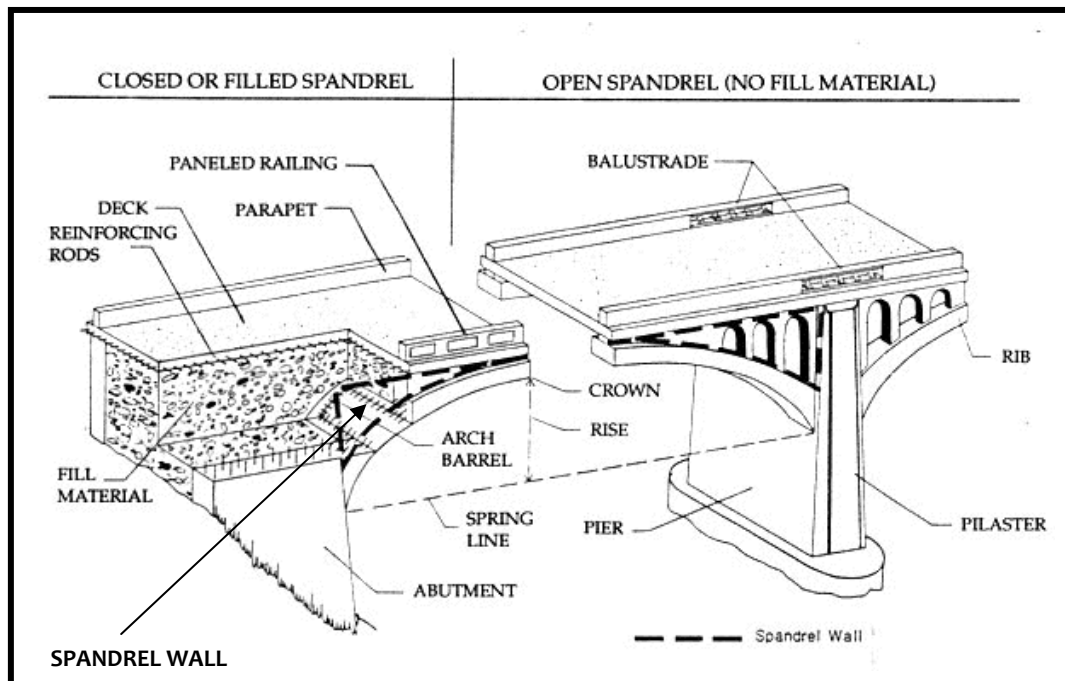 CLOSED OR FILLED SPANDREL
OPEN SPANDREL (NO FILL MATERIAL)
PANELED RAILING
DECK
PARAPET
REINFORCING
RODS
BALUSTRADE
RIB
CROWN
RISE
ARCH
BARREL
FILL
MATERIAL
SPRING
LINE
PIER
PILASTER
ABUTMENT
SPANDREL WALL
Spandrel Wall